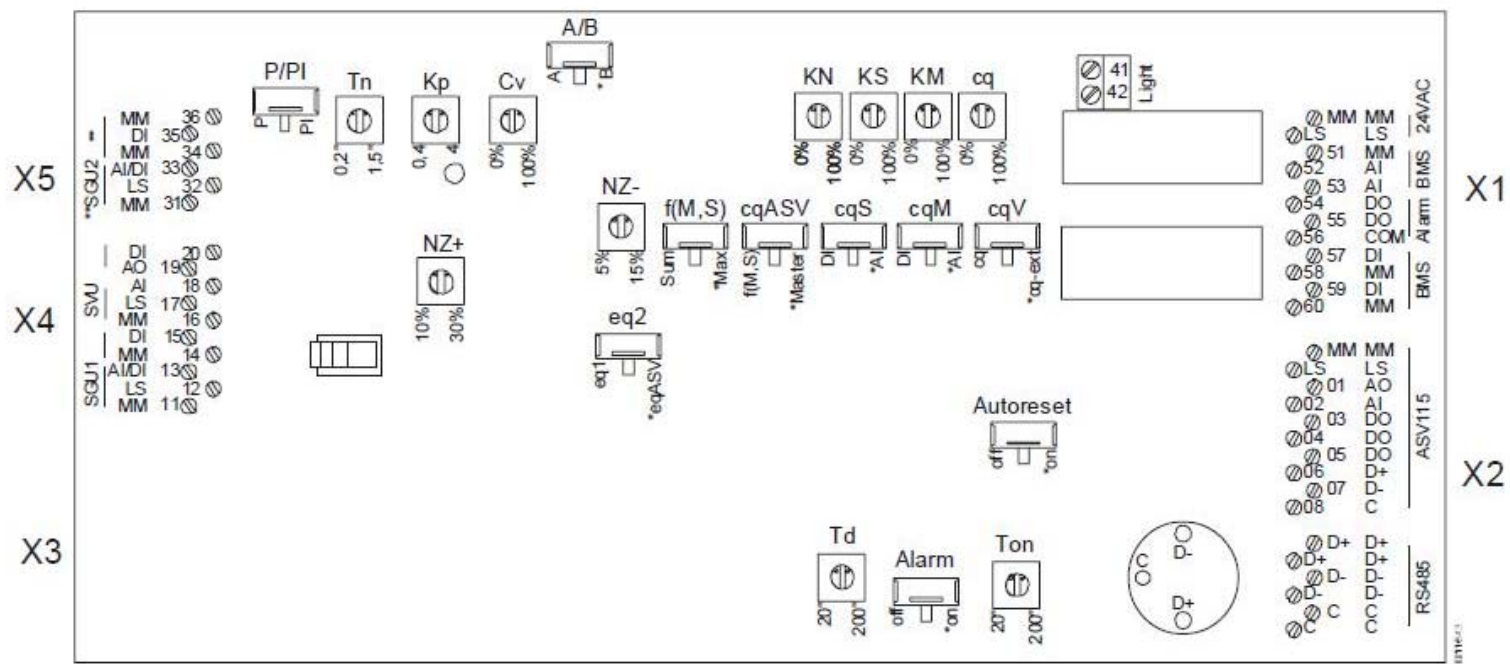 A/B
A *B
P/PI
P PI
Tn
0,2 1,5
Kp
0,4 4
Cv
0% 100%
KN
0% 100%
KS
0% 100%
KM
0% 100%
cq
0% 100%
41
42
Light
X5
MM 36
** DI 35
MM 34
AI/DI 33
**SGU2 LS 32
MM 31
X4
DI 20
AO 19
AI 18
SVU LS 17
MM 16
DI 15
MM 14
AI/DI 13
SGU1 LS 12
MM 11
X3
NZ+
10% 30%
NZ-
5% 15%
f(M,S)
Sum *Max
cqASV
f(M,S) *Master
cqS
DI *AI
cqM
DI *AI
cqV
cq *cq-ext
eq2
eq1 *eqASV
Autoreset
off *on
Td
20" 200"
Alarm
off *on
Ton
20" 200"
C D-
D+
X1
MM MM
LS LS 24VAC
51 MM
52 AI BMS
53 AI
54 DO
55 DO Alarm
56 COM
57 DI
58 MM BMS
59 DI
60 MM
X2
MM MM
LS LS
01 AO
02 AI
03 DO
04 DO ASV115
05 DO
06 D+
07 D-
08 C
D+ D+
D+ D+
D- D- RS485
D- D-
C C
C C